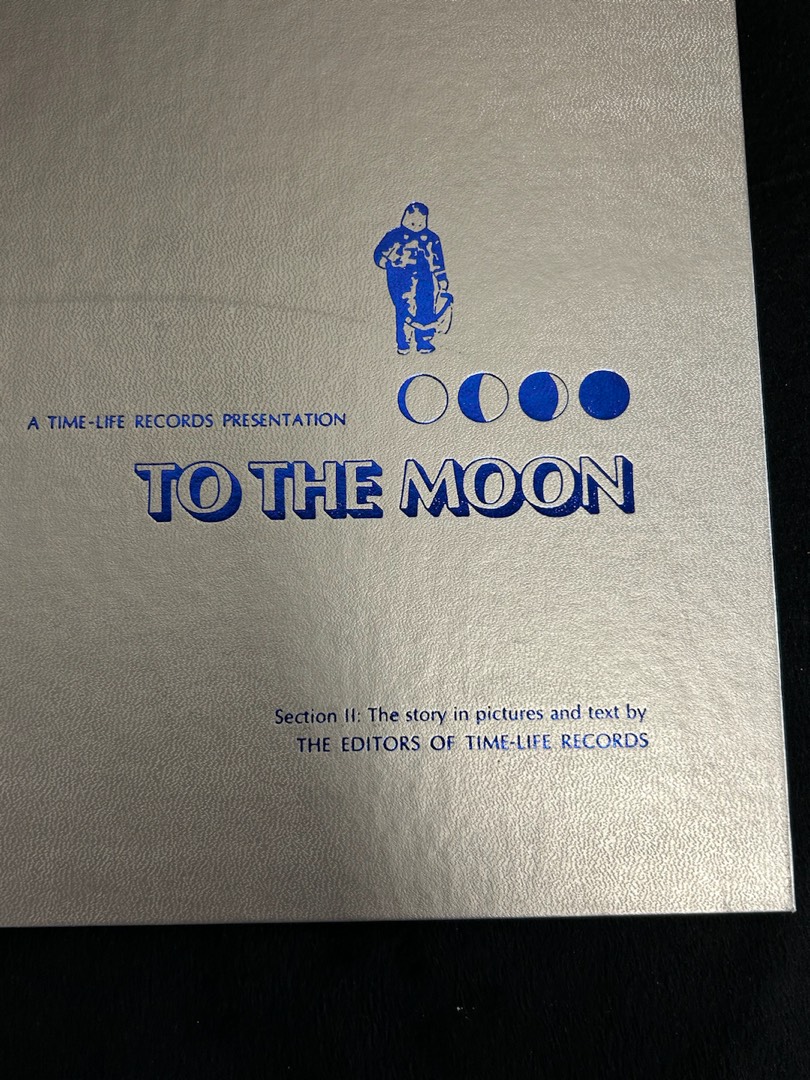 A TIME-LIFE RECORDS PRESENTATION
TO THE MOON
Section II: The story in pictures and text by
THE EDITORS OF TIME-LIFE RECORDS